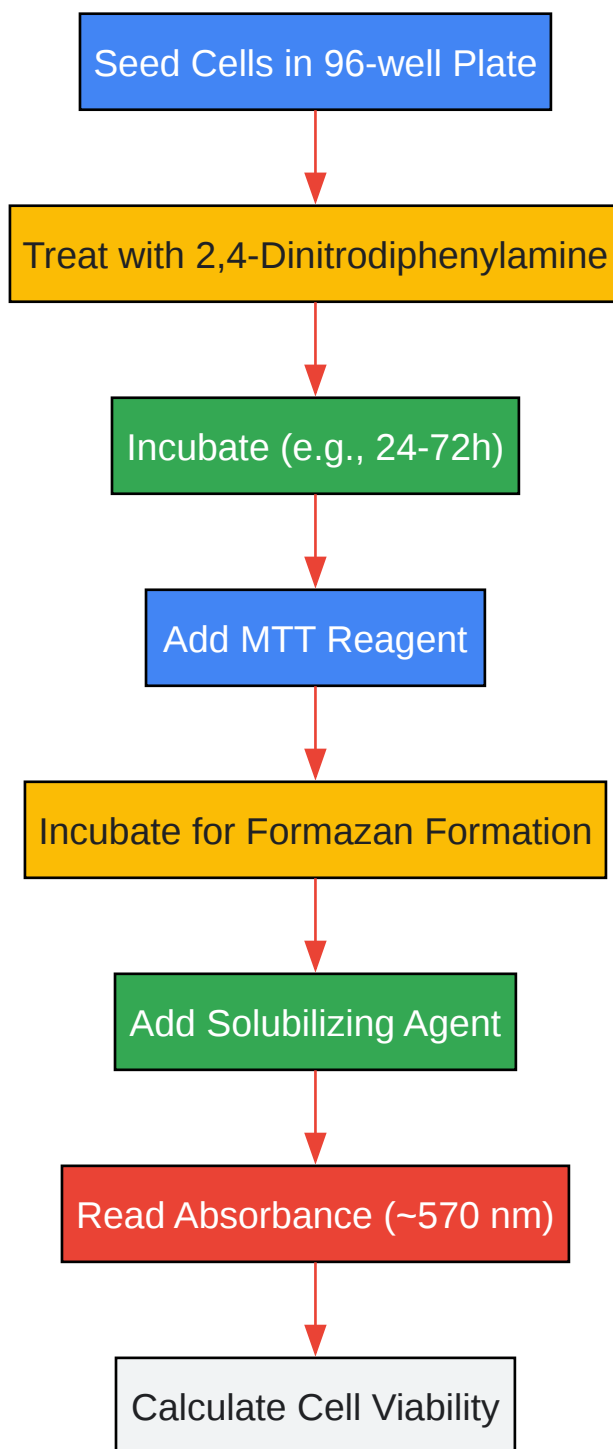 Seed Cells in 96-well Plate
Treat with 2,4-Dinitrodiphenylamine
Incubate (e.g., 24-72h)
Add MTT Reagent
Incubate for Formazan Formation
Add Solubilizing Agent
Read Absorbance (~570 nm)
Calculate Cell Viability